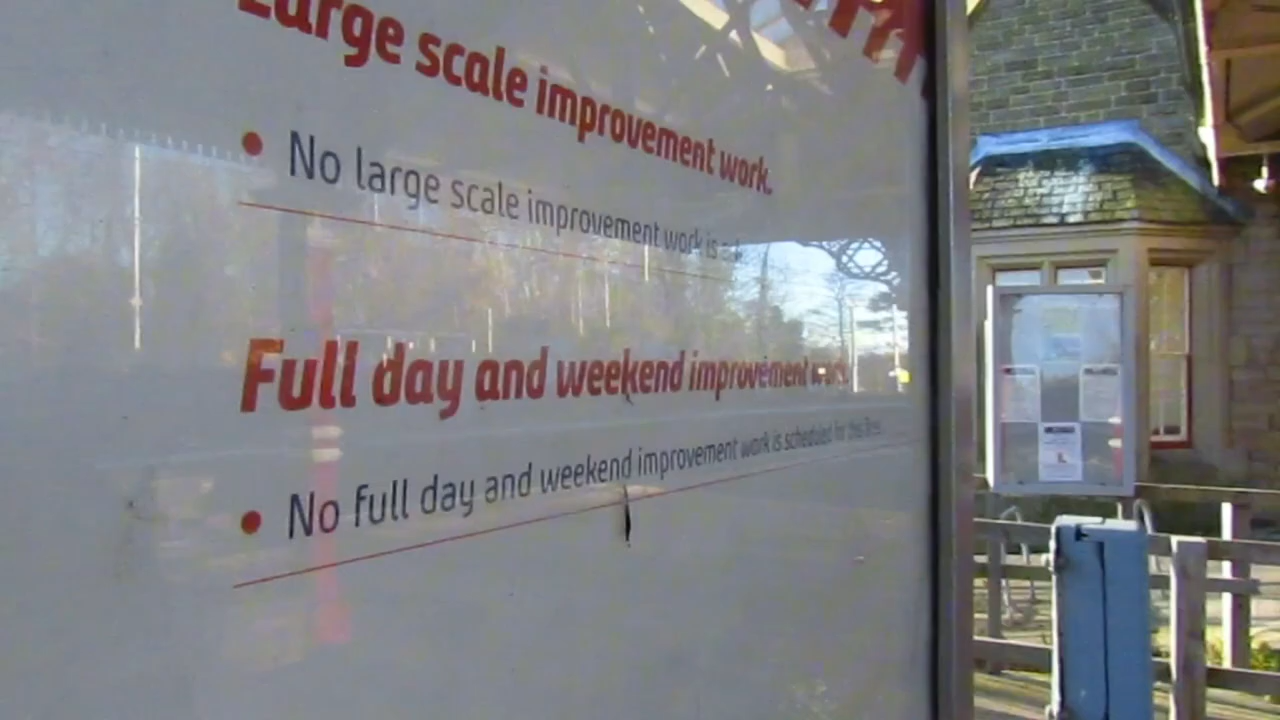 Large scale improvement work.
• No large scale improvement work is
Full day and weekend improvement work.
• No full day and weekend improvement work is scheduled for this